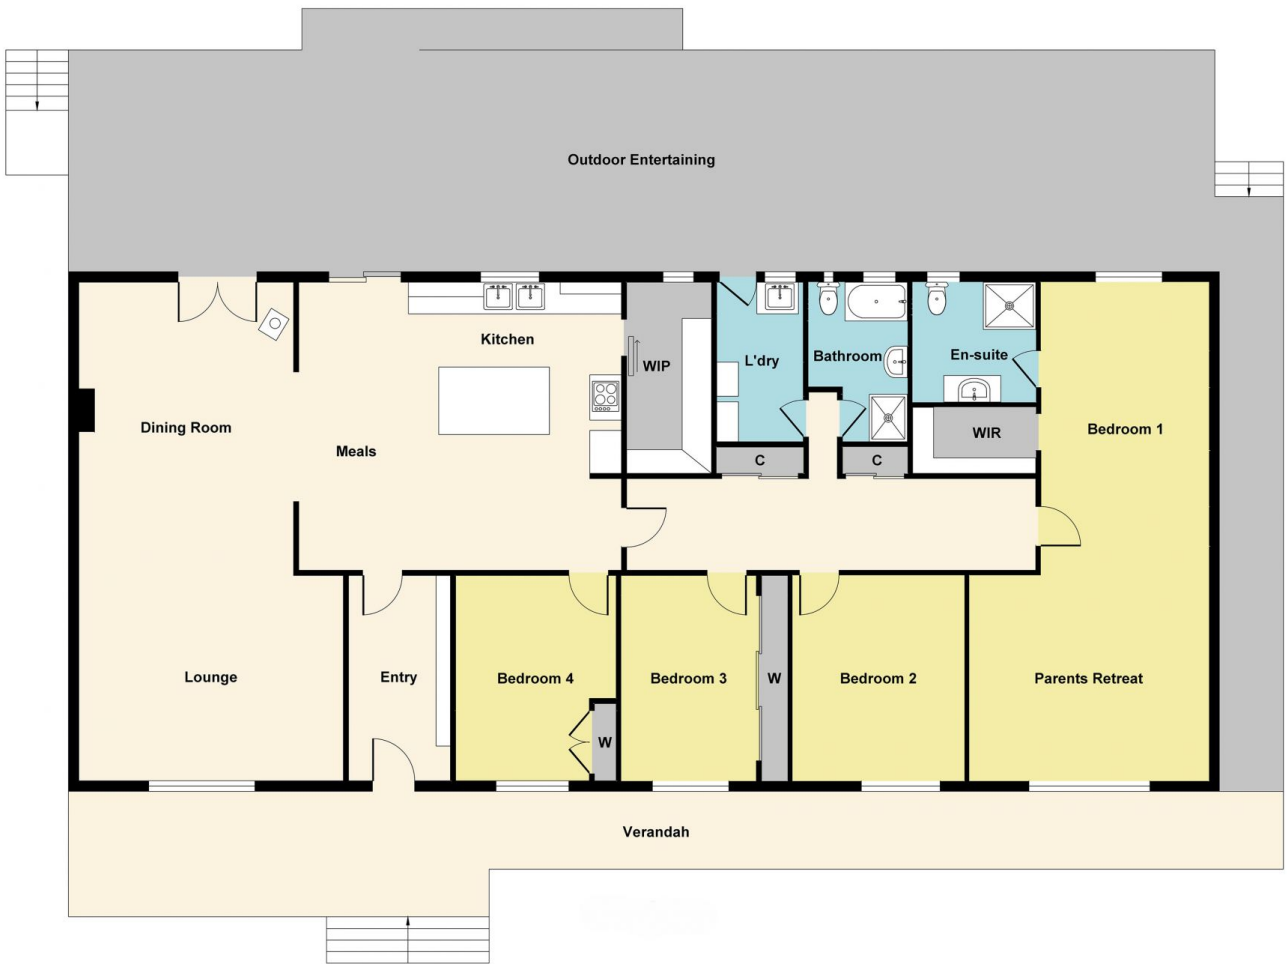 Outdoor Entertaining
Kitchen
WIP
L'dry
Bathroom
En-suite
Dining Room
Meals
WIR
Bedroom 1
C
C
Lounge
Entry
Bedroom 4
Bedroom 3
W
Bedroom 2
Parents Retreat
W
Verandah